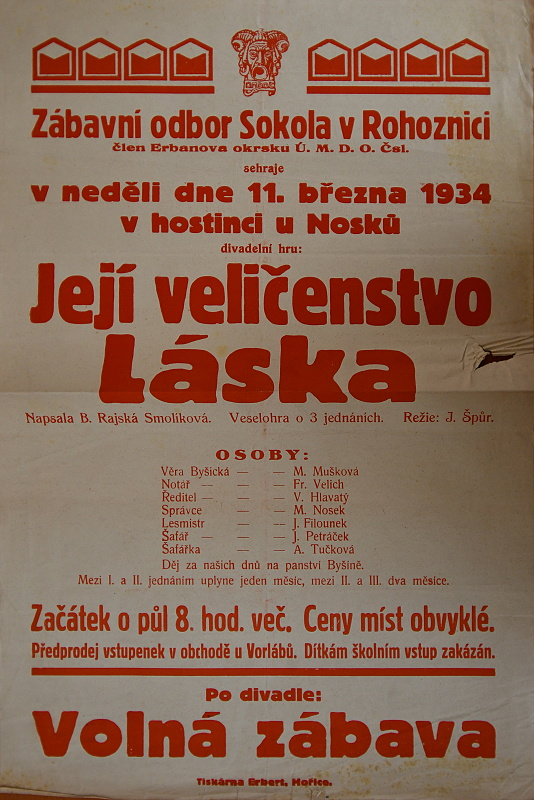 Zábavní odbor Sokola v Rohoznici
člen Erbanova okrsku Ú. M. D. O. Čsl.
sehraje
v neděli dne 11. března 1934
v hostinci u Nosků
divadelní hru:
Její veličenstvo
Láska
Napsala B. Rajská Smolíková. Veselohra o 3 jednáních. Režie: J. Špůr.
OSOBY:
Věra Byšická — — M. Mušková
Notář — — — Fr. Velich
Ředitel — — — V. Hlavatý
Správce — — M. Nosek
Lesmistr — — J. Filounek
Šafář — — — J. Petráček
Šafářka — — A. Tučková
Děj za našich dnů na panství Byšině.
Mezi I. a II. jednáním uplyne jeden měsíc, mezi II. a III. dva měsíce.
Začátek o půl 8. hod. več. Ceny míst obvyklé.
Předprodej vstupenek v obchodě u Vorlábů. Dítkám školním vstup zakázán.
Po divadle:
Volná zábava
Tiskárna Erbert, Hořice.